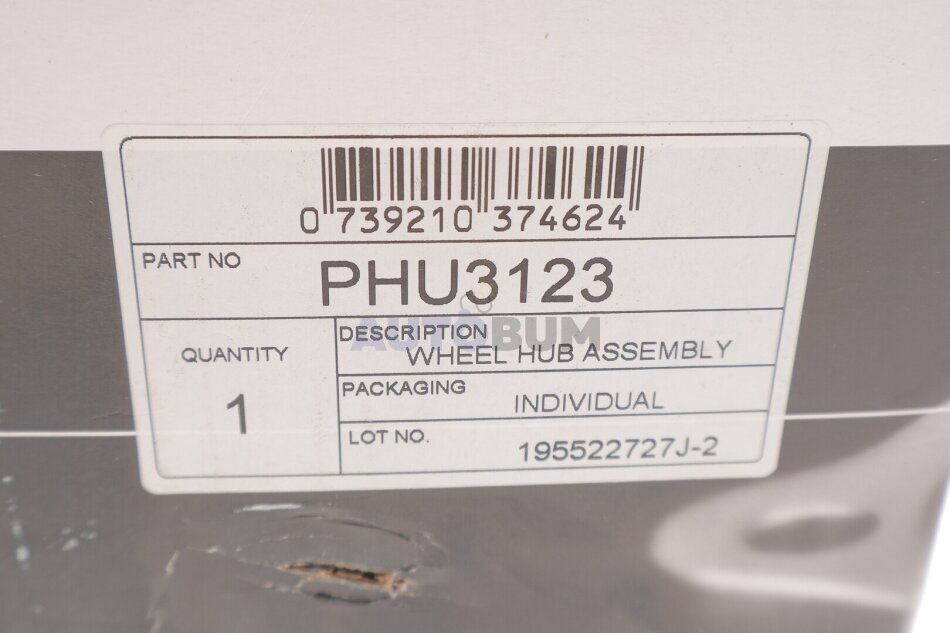 0 739210 374624
PART NO
PHU3123
QUANTITY
1
DESCRIPTION
WHEEL HUB ASSEMBLY
PACKAGING
INDIVIDUAL
LOT NO.
195522727J-2
AUTOBUM